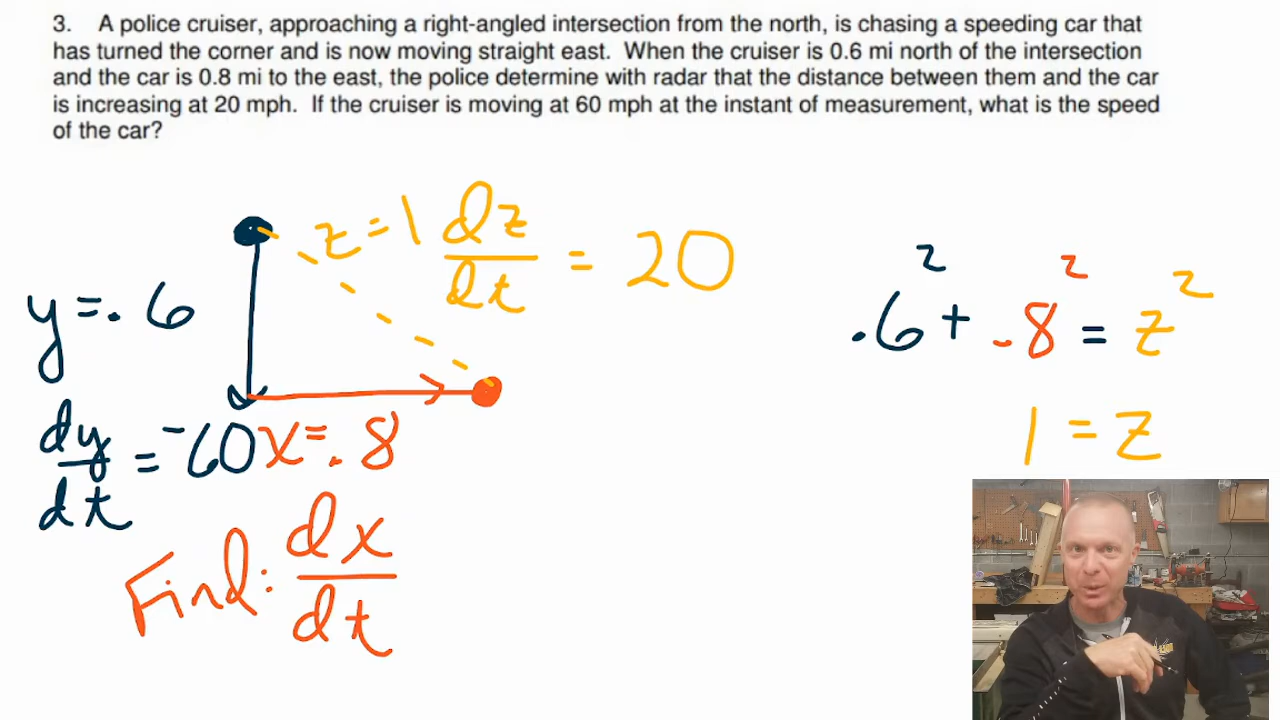 3. A police cruiser, approaching a right-angled intersection from the north, is chasing a speeding car that
has turned the corner and is now moving straight east. When the cruiser is 0.6 mi north of the intersection
and the car is 0.8 mi to the east, the police determine with radar that the distance between them and the car
is increasing at 20 mph. If the cruiser is moving at 60 mph at the instant of measurement, what is the speed
of the car?
z = 1 dz/dt = 20
y = .6
.6² + .8² = z²
1 = z
dy/dt = -60
x = .8
Find: dx/dt